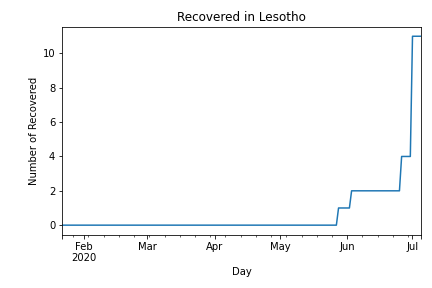 Recovered in Lesotho
Number of Recovered
10
8
6
4
2
0
Feb
2020
Mar
Apr
May
Jun
Jul
Day